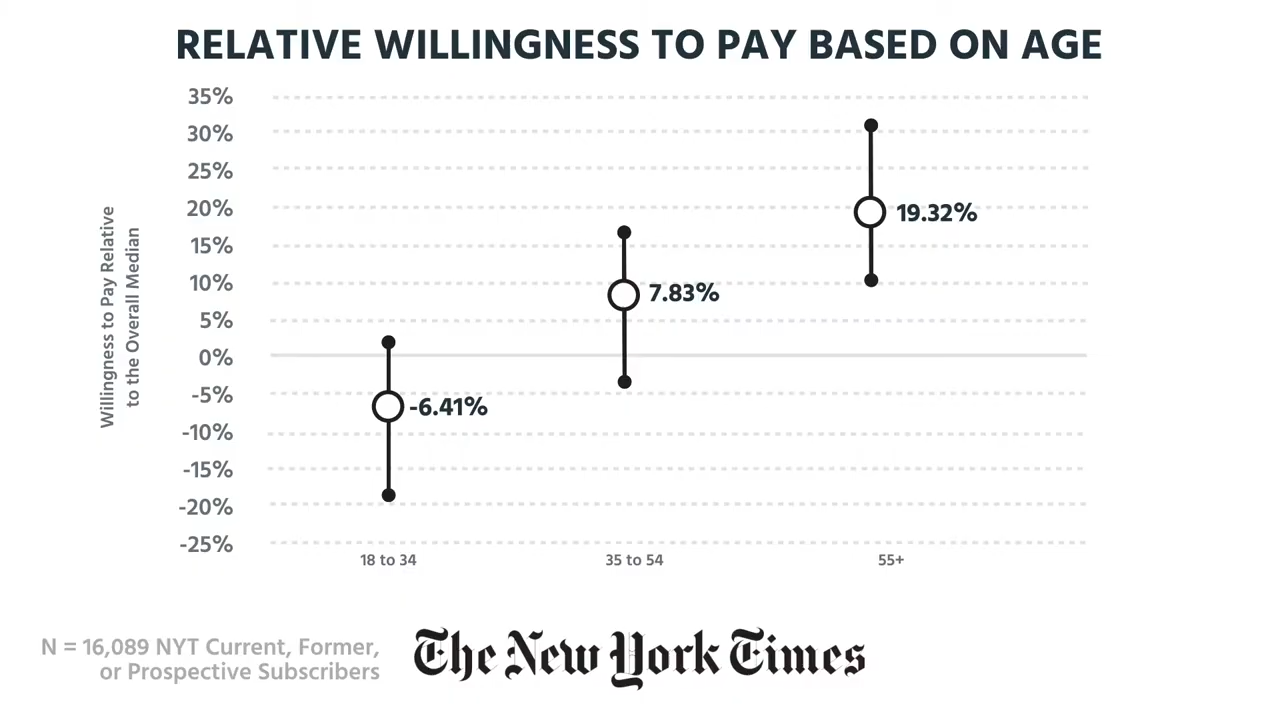 RELATIVE WILLINGNESS TO PAY BASED ON AGE
Willingness to Pay Relative
to the Overall Median
35%
30%
25%
20%
15%
10%
5%
0%
-5%
-10%
-15%
-20%
-25%
-6.41%
7.83%
19.32%
18 to 34
35 to 54
55+
N = 16,089 NYT Current, Former,
or Prospective Subscribers
The New York Times